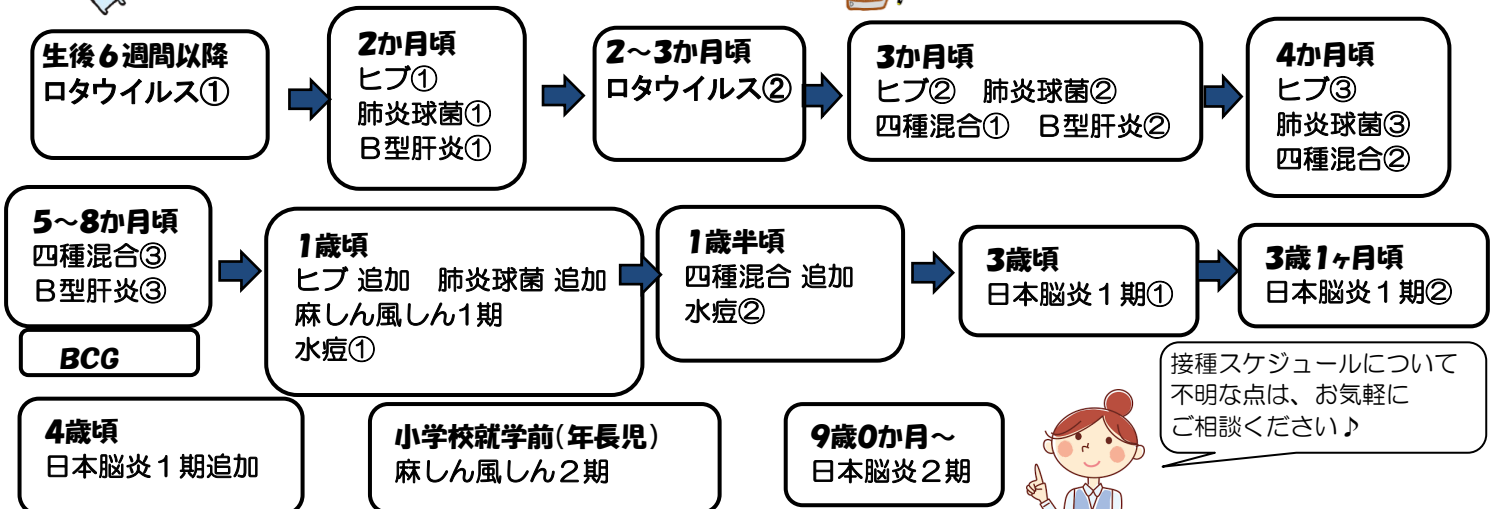 生後6週間以降
ロタウイルス①
2か月頃
ヒブ①
肺炎球菌①
B型肝炎①
2～3か月頃
ロタウイルス②
3か月頃
ヒブ②　肺炎球菌②
四種混合①　B型肝炎②
4か月頃
ヒブ③
肺炎球菌③
四種混合②
5～8か月頃
四種混合③
B型肝炎③
BCG
1歳頃
ヒブ 追加　肺炎球菌 追加
麻しん風しん1期
水痘①
1歳半頃
四種混合 追加
水痘②
3歳頃
日本脳炎１期①
3歳1ヶ月頃
日本脳炎１期②
接種スケジュールについて
不明な点は、お気軽に
ご相談ください♪
4歳頃
日本脳炎１期追加
小学校就学前（年長児）
麻しん風しん２期
9歳0か月～
日本脳炎２期